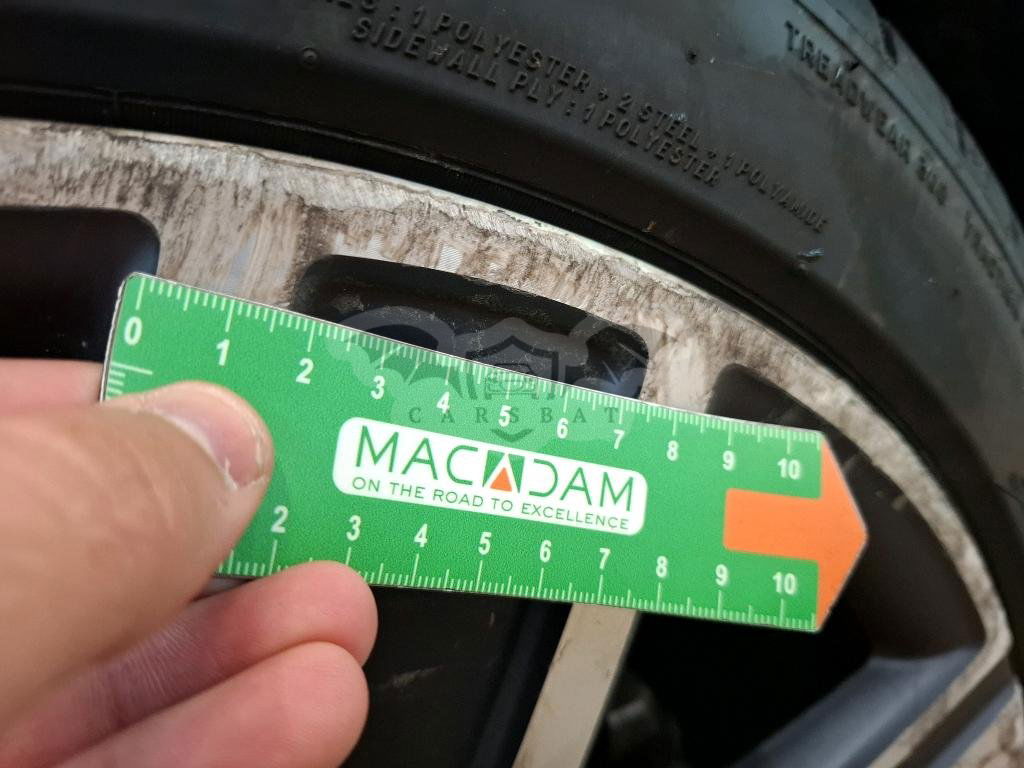 : 1 POLYESTER + 2 STEEL + 1 POLYAMIDE
SIDEWALL PLY : 1 POLYESTER
TREADWEAR
0 1 2 3 4 5 6 7 8 9 10
CARSBAT
MACADAM
ON THE ROAD TO EXCELLENCE
2 3 4 5 6 7 8 9 10